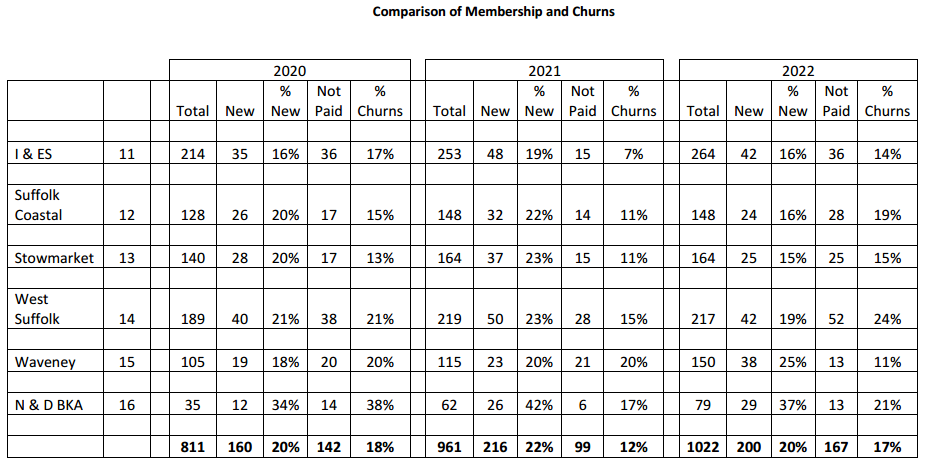 Comparison of Membership and Churns
2020 2021 2022
% Not % % Not % % Not %
Total New New Paid Churns Total New New Paid Churns Total New New Paid Churns
I & ES 11 214 35 16% 36 17% 253 48 19% 15 7% 264 42 16% 36 14%
Suffolk
Coastal 12 128 26 20% 17 15% 148 32 22% 14 11% 148 24 16% 28 19%
Stowmarket 13 140 28 20% 17 13% 164 37 23% 15 11% 164 25 15% 25 15%
West
Suffolk 14 189 40 21% 38 21% 219 50 23% 28 15% 217 42 19% 52 24%
Waveney 15 105 19 18% 20 20% 115 23 20% 21 20% 150 38 25% 13 11%
N & D BKA 16 35 12 34% 14 38% 62 26 42% 6 17% 79 29 37% 13 21%
811 160 20% 142 18% 961 216 22% 99 12% 1022 200 20% 167 17%